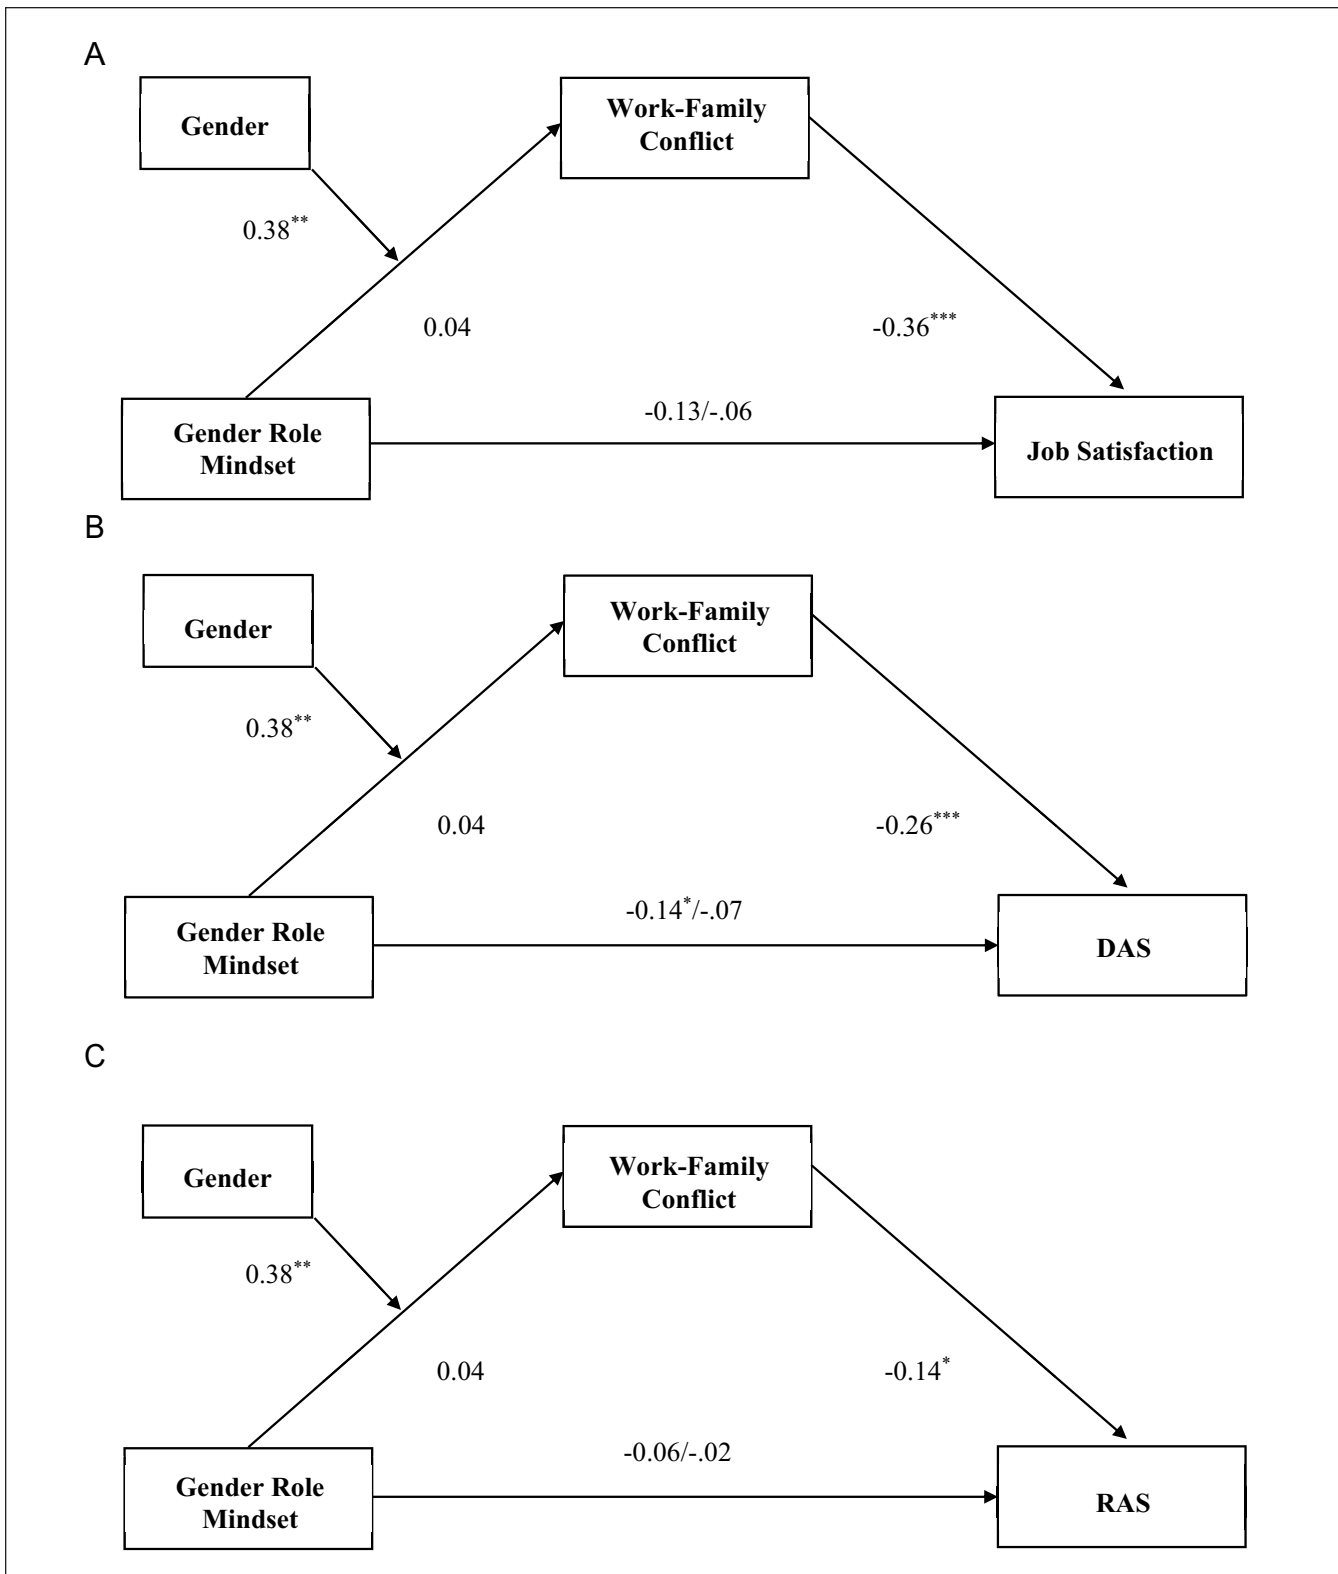 A
Gender
Work-Family
Conflict
0.38**
0.04
-0.36***
-0.13/-.06
Gender Role
Mindset
Job Satisfaction
B
Gender
Work-Family
Conflict
0.38**
0.04
-0.26***
-0.14*/-.07
Gender Role
Mindset
DAS
C
Gender
Work-Family
Conflict
0.38**
0.04
-0.14*
-0.06/-.02
Gender Role
Mindset
RAS